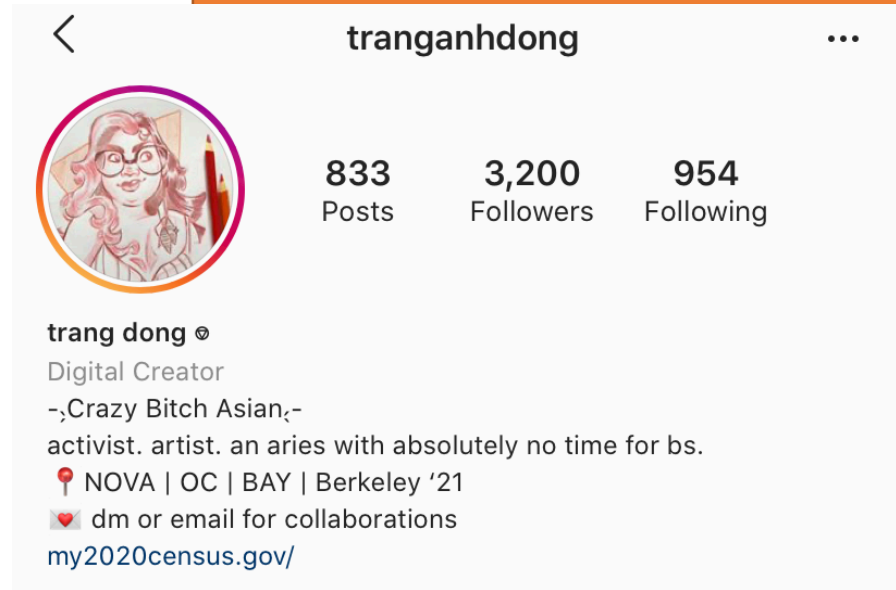 tranganhdong
833 3,200 954
Posts Followers Following
trang dong
Digital Creator
-˒̗Crazy Bitch Asian˓̖-
activist. artist. an aries with absolutely no time for bs.
📍 NOVA | OC | BAY | Berkeley ‘21
💌 dm or email for collaborations
my2020census.gov/